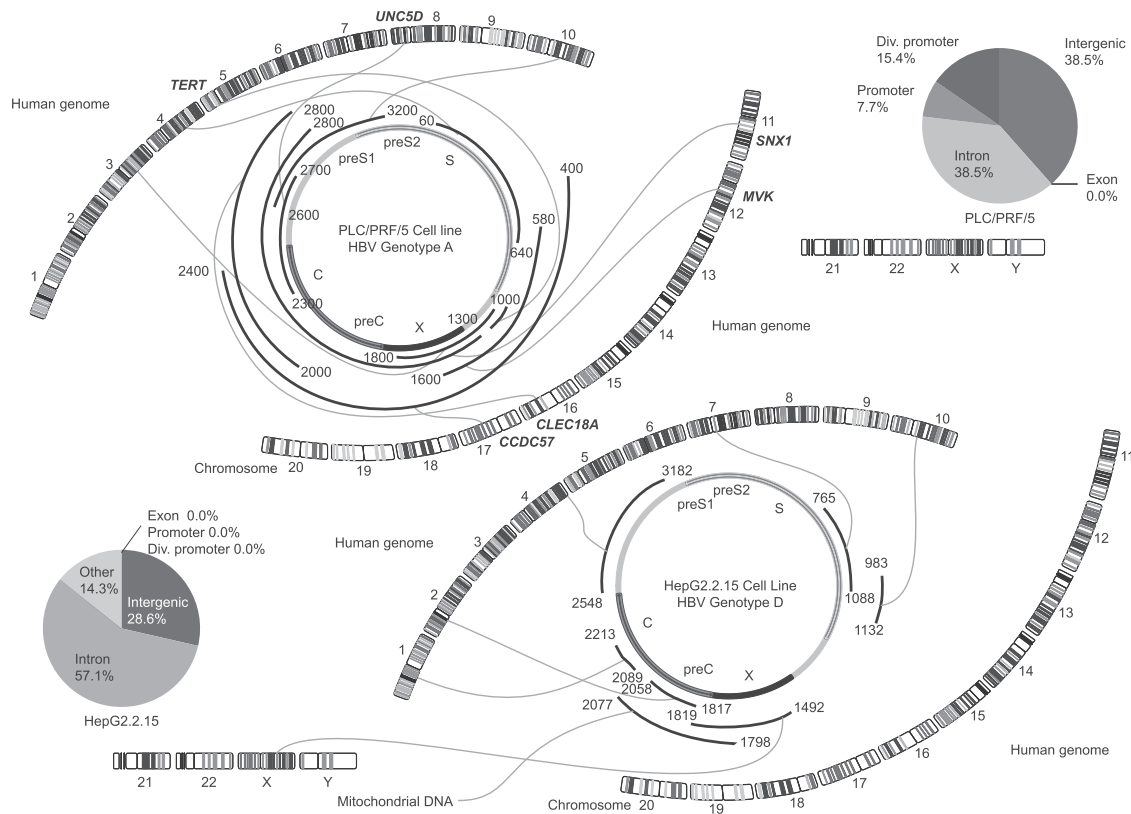 UNC5D
8
9
7
10
6
TERT
5
Human genome
4
3
2
1
2800
2800
3200
60
preS2
preS1
S
2700
400
2600
PLC/PRF/5 Cell line
HBV Genotype A
580
640
2400
C
2300
1000
1300
preC
X
1800
2000
1600
11
SNX1
MVK
12
13
Human genome
14
15
16
CLEC18A
17
CCDC57
18
19
20
Chromosome
Div. promoter
15.4%
Intergenic
38.5%
Promoter
7.7%
Intron
38.5%
Exon
0.0%
PLC/PRF/5
21
22
X
Y
Exon 0.0%
Promoter 0.0%
Div. promoter 0.0%
Other
14.3%
Intergenic
28.6%
Intron
57.1%
HepG2.2.15
21
22
X
Y
Mitochondrial DNA
Human genome
1
2
3
4
5
6
7
8
9
10
11
12
13
14
15
16
17
18
19
20
Chromosome
Human genome
3182
preS2
preS1
S
765
983
HepG2.2.15 Cell Line
HBV Genotype D
2548
1088
1132
C
2213
preC
X
2089
2058
2077
1817
1819
1492
1798